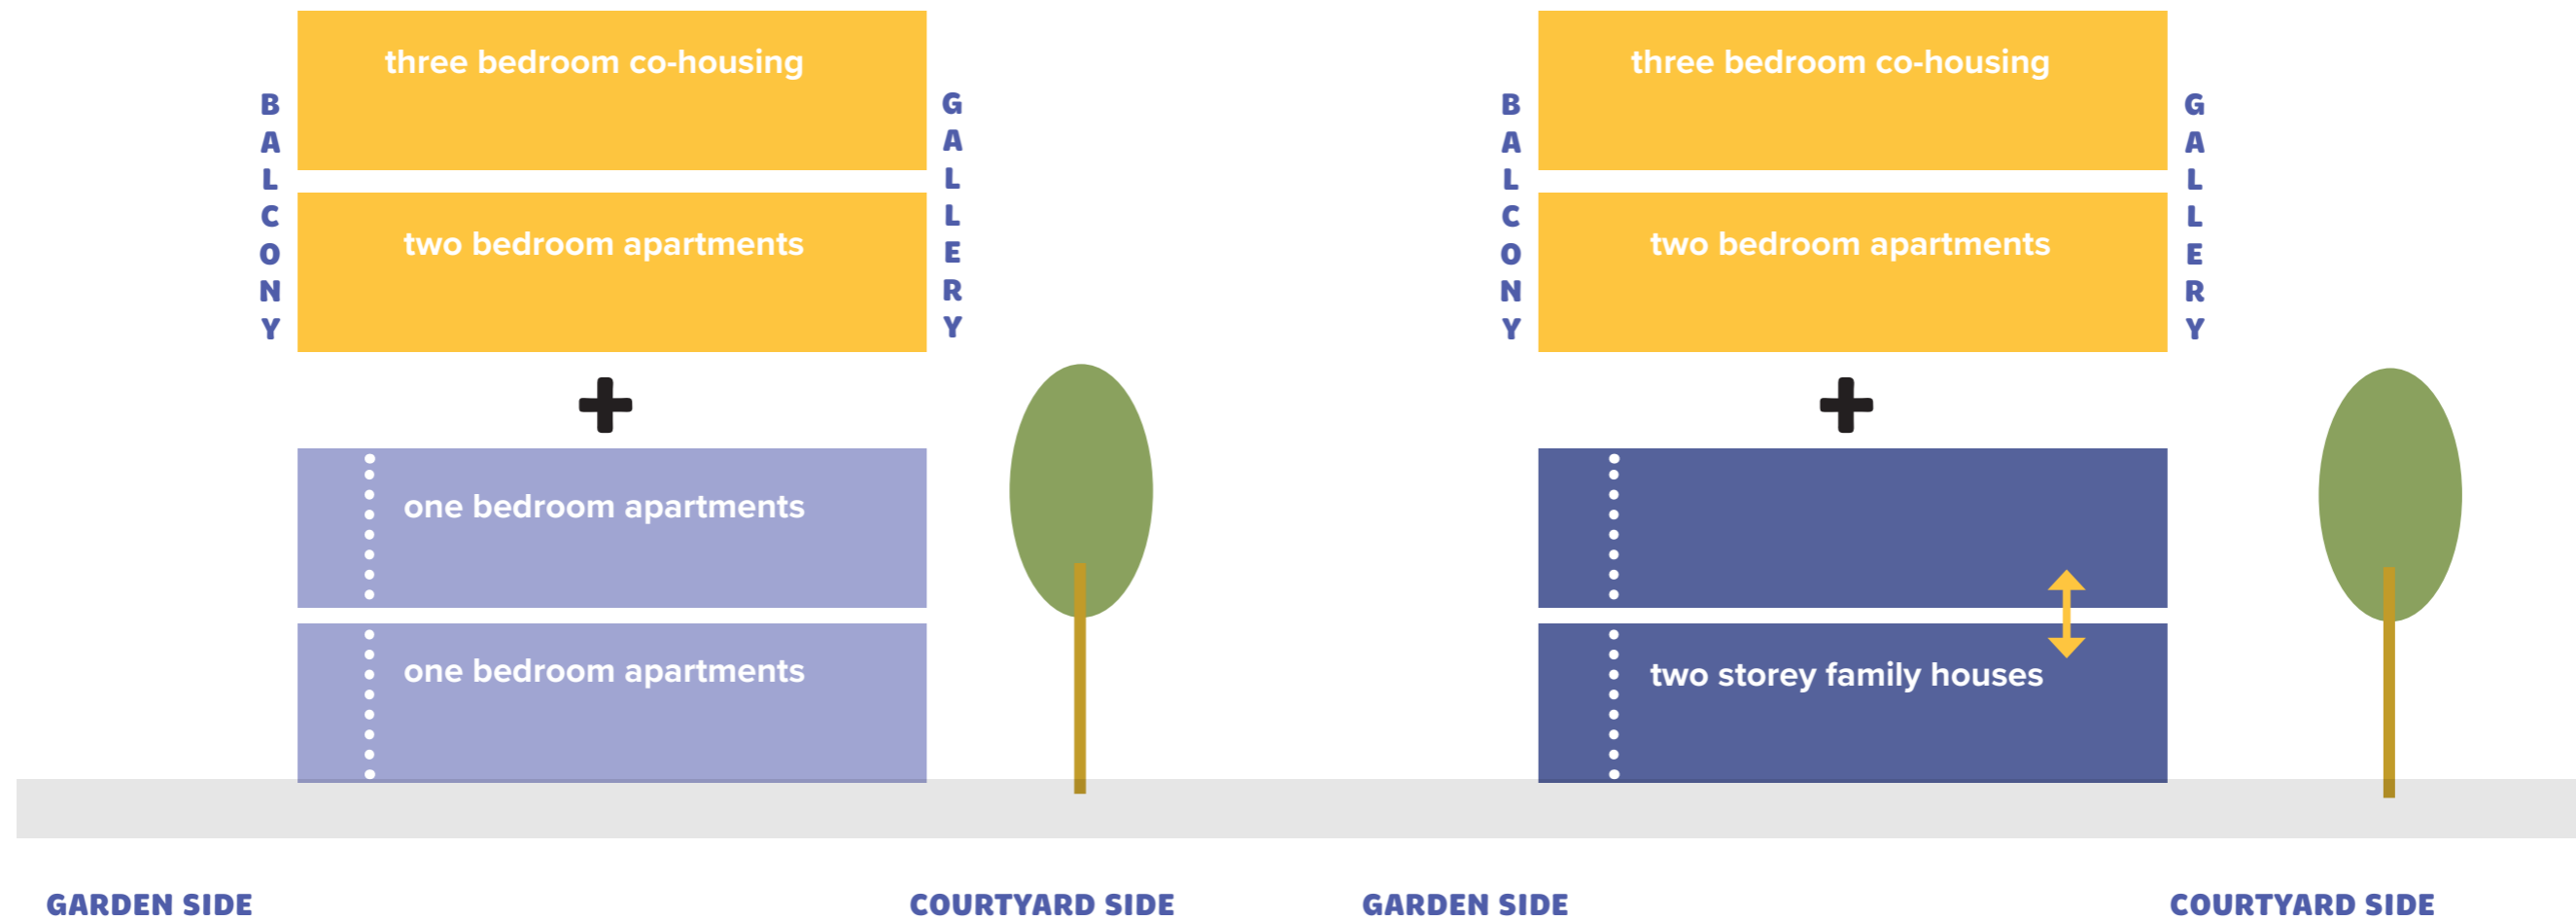 three bedroom co-housing
BALCONY
GALLERY
two bedroom apartments
one bedroom apartments
one bedroom apartments
GARDEN SIDE
COURTYARD SIDE
three bedroom co-housing
BALCONY
GALLERY
two bedroom apartments
two storey family houses
GARDEN SIDE
COURTYARD SIDE